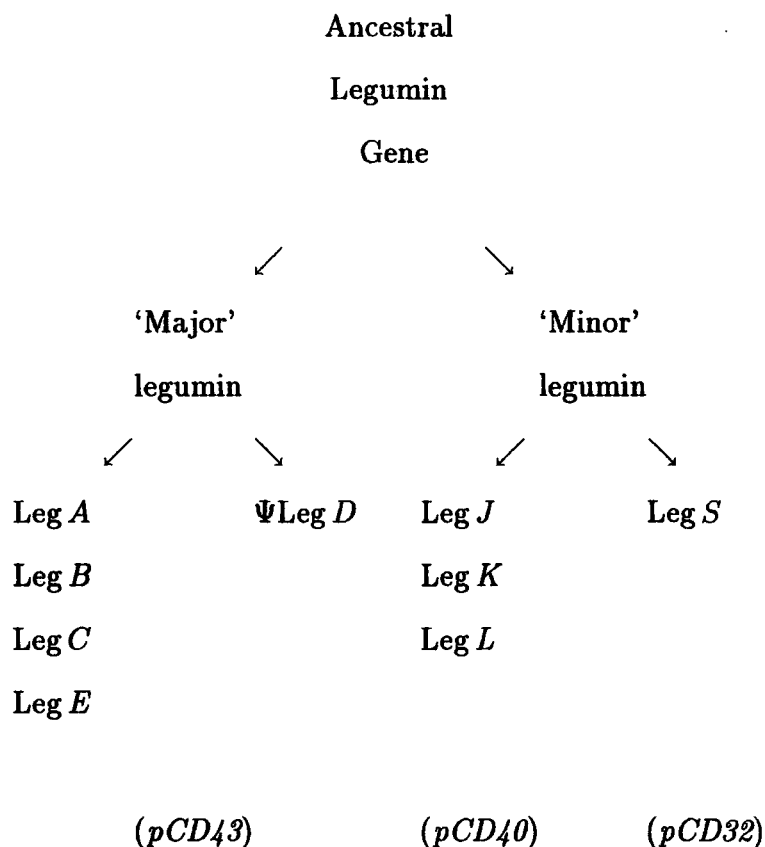 Ancestral
Legumin
Gene
‘Major’ ‘Minor’
legumin legumin
Leg A ΨLeg D Leg J Leg S
Leg B Leg K
Leg C Leg L
Leg E
(pCD43) (pCD40) (pCD32)